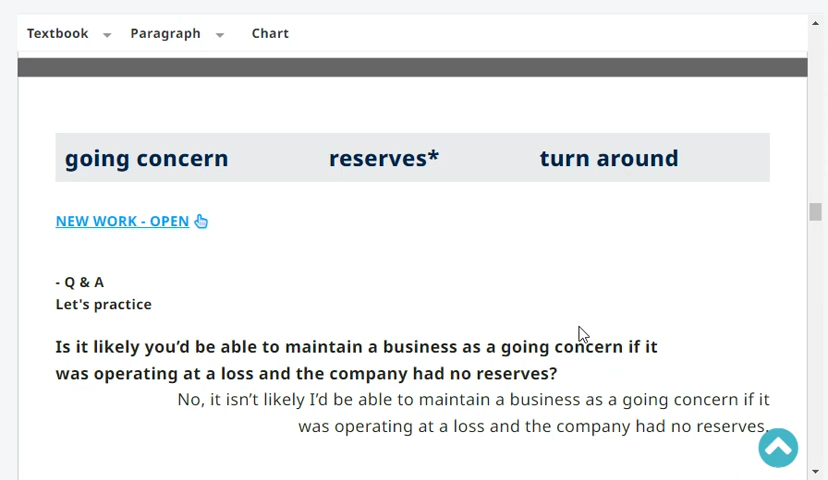 Textbook Paragraph Chart
going concern reserves* turn around
NEW WORK - OPEN
- Q & A
Let's practice
Is it likely you’d be able to maintain a business as a going concern if it
was operating at a loss and the company had no reserves?
No, it isn’t likely I’d be able to maintain a business as a going concern if it
was operating at a loss and the company had no reserves.